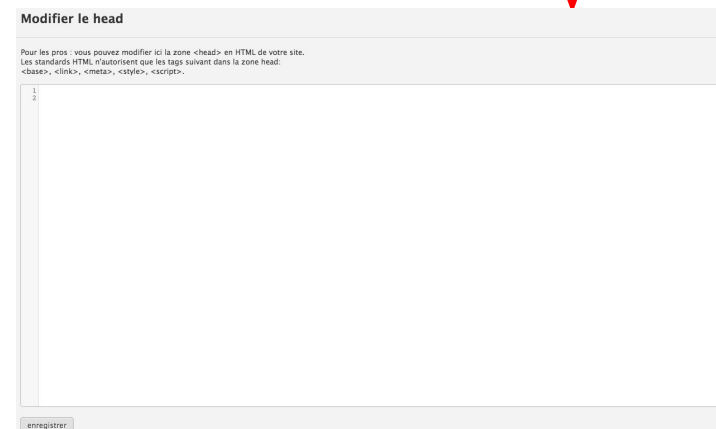 Modifier le head
Pour les pros : vous pouvez modifier ici la zone <head> en HTML de votre site.
Les standards HTML n'autorisent que les tags suivant dans la zone head:
<base>, <link>, <meta>, <style>, <script>.
1
2
enregistrer